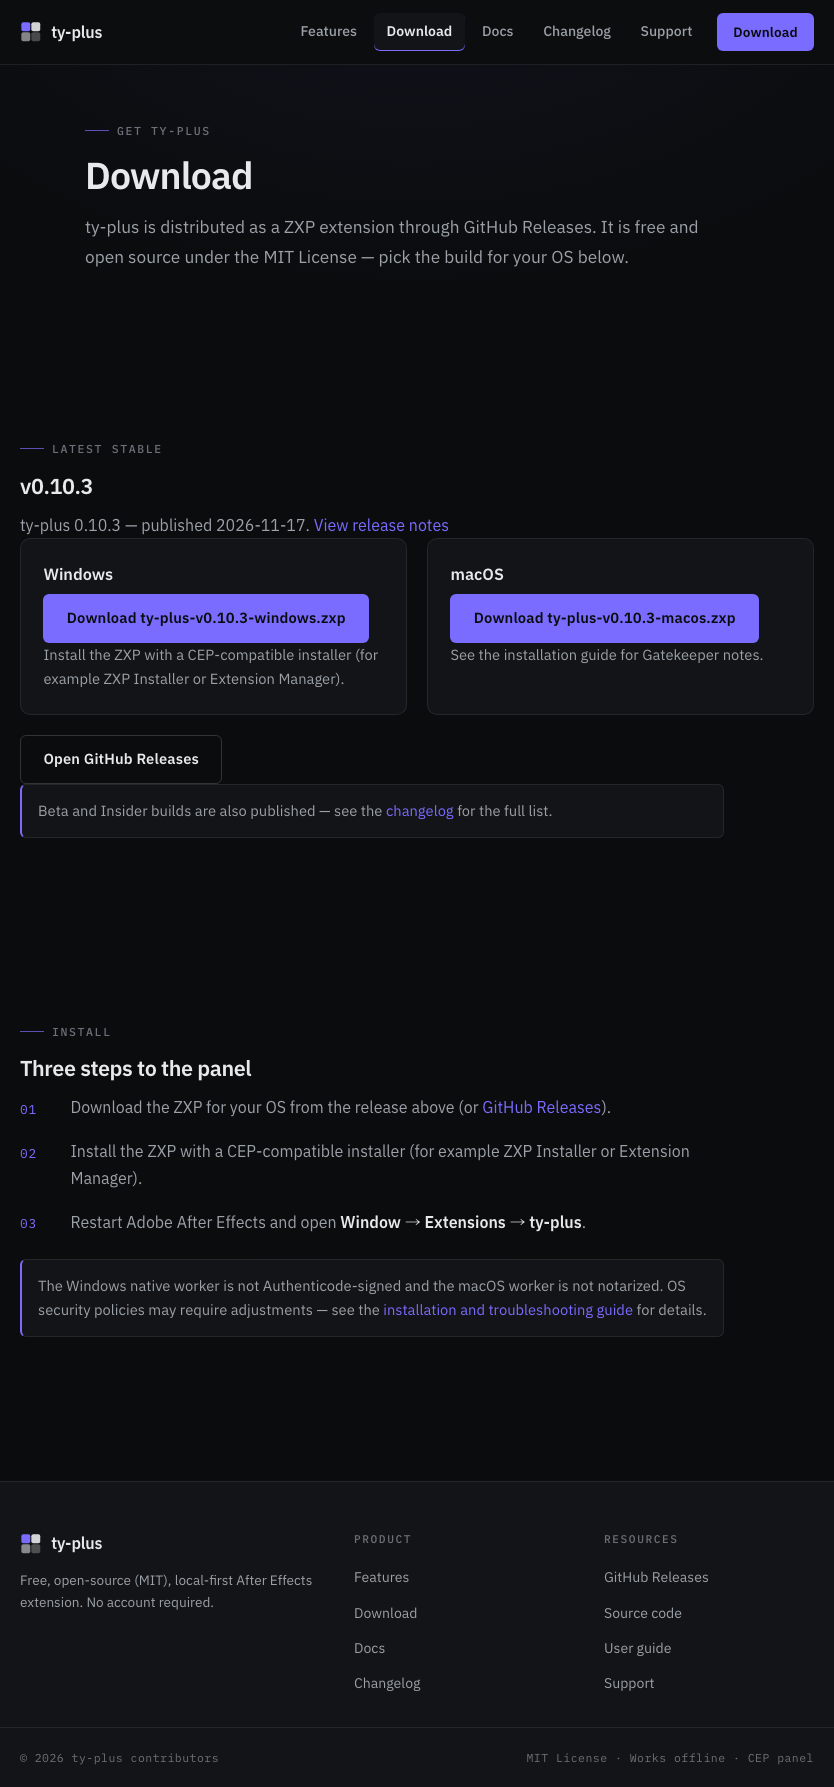 ty-plus
Features
Download
Docs
Changelog
Support
Download
GET TY-PLUS
Download
ty-plus is distributed as a ZXP extension through GitHub Releases. It is free and
open source under the MIT License — pick the build for your OS below.
LATEST STABLE
v0.10.3
ty-plus 0.10.3 — published 2026-11-17. View release notes
Windows
Download ty-plus-v0.10.3-windows.zxp
Install the ZXP with a CEP-compatible installer (for
example ZXP Installer or Extension Manager).
macOS
Download ty-plus-v0.10.3-macos.zxp
See the installation guide for Gatekeeper notes.
Open GitHub Releases
Beta and Insider builds are also published — see the changelog for the full list.
INSTALL
Three steps to the panel
01 Download the ZXP for your OS from the release above (or GitHub Releases).
02 Install the ZXP with a CEP-compatible installer (for example ZXP Installer or Extension
Manager).
03 Restart Adobe After Effects and open Window → Extensions → ty-plus.
The Windows native worker is not Authenticode-signed and the macOS worker is not notarized. OS
security policies may require adjustments — see the installation and troubleshooting guide for details.
ty-plus
Free, open-source (MIT), local-first After Effects
extension. No account required.
PRODUCT
Features
Download
Docs
Changelog
RESOURCES
GitHub Releases
Source code
User guide
Support
© 2026 ty-plus contributors
MIT License · Works offline · CEP panel